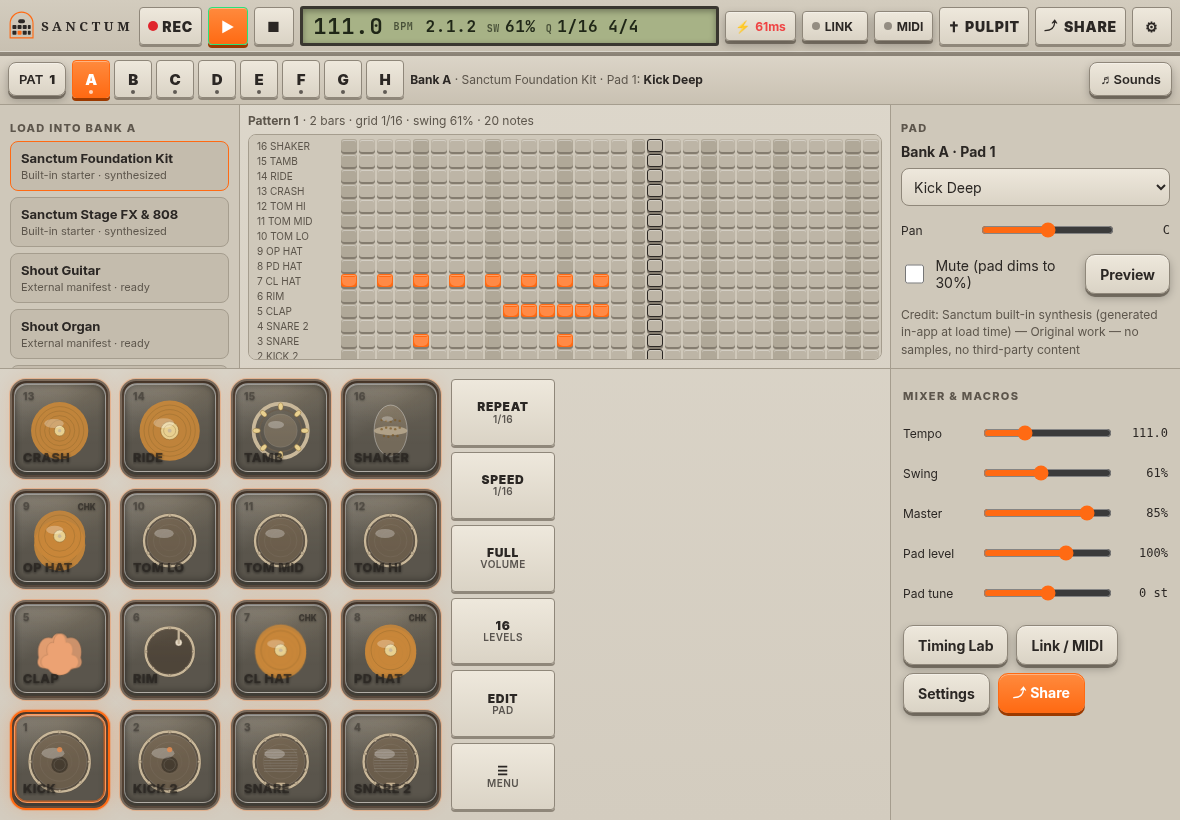 SANCTUM
REC
111.0 BPM 2.1.2 SW 61% Q 1/16 4/4
⚡ 61ms
LINK
MIDI
✝ PULPIT
⤴ SHARE
⚙
PAT 1
A
B
C
D
E
F
G
H
Bank A · Sanctum Foundation Kit · Pad 1: Kick Deep
♬ Sounds
LOAD INTO BANK A
Sanctum Foundation Kit
Built-in starter · synthesized
Sanctum Stage FX & 808
Built-in starter · synthesized
Shout Guitar
External manifest · ready
Shout Organ
External manifest · ready
Pattern 1 · 2 bars · grid 1/16 · swing 61% · 20 notes
16 SHAKER
15 TAMB
14 RIDE
13 CRASH
12 TOM HI
11 TOM MID
10 TOM LO
9 OP HAT
8 PD HAT
7 CL HAT
6 RIM
5 CLAP
4 SNARE 2
3 SNARE
2 KICK 2
PAD
Bank A · Pad 1
Kick Deep
Pan C
Mute (pad dims to
30%)
Preview
Credit: Sanctum built-in synthesis (generated
in-app at load time) — Original work — no
samples, no third-party content
13
CRASH
14
RIDE
15
TAMB
16
SHAKER
9 CHK
OP HAT
10
TOM LO
11
TOM MID
12
TOM HI
5
CLAP
6
RIM
7 CHK
CL HAT
8 CHK
PD HAT
1
KICK
2
KICK 2
3
SNARE
4
SNARE 2
REPEAT
1/16
SPEED
1/16
FULL
VOLUME
16
LEVELS
EDIT
PAD
☰
MENU
MIXER & MACROS
Tempo 111.0
Swing 61%
Master 85%
Pad level 100%
Pad tune 0 st
Timing Lab
Link / MIDI
Settings
⤴ Share